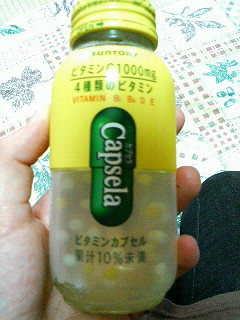 SUNTORY
ビタミンC1000mg
4種類のビタミン
VITAMIN B1 B6 D E
Capsela
カプセラ
ビタミンカプセル
果汁10%未満